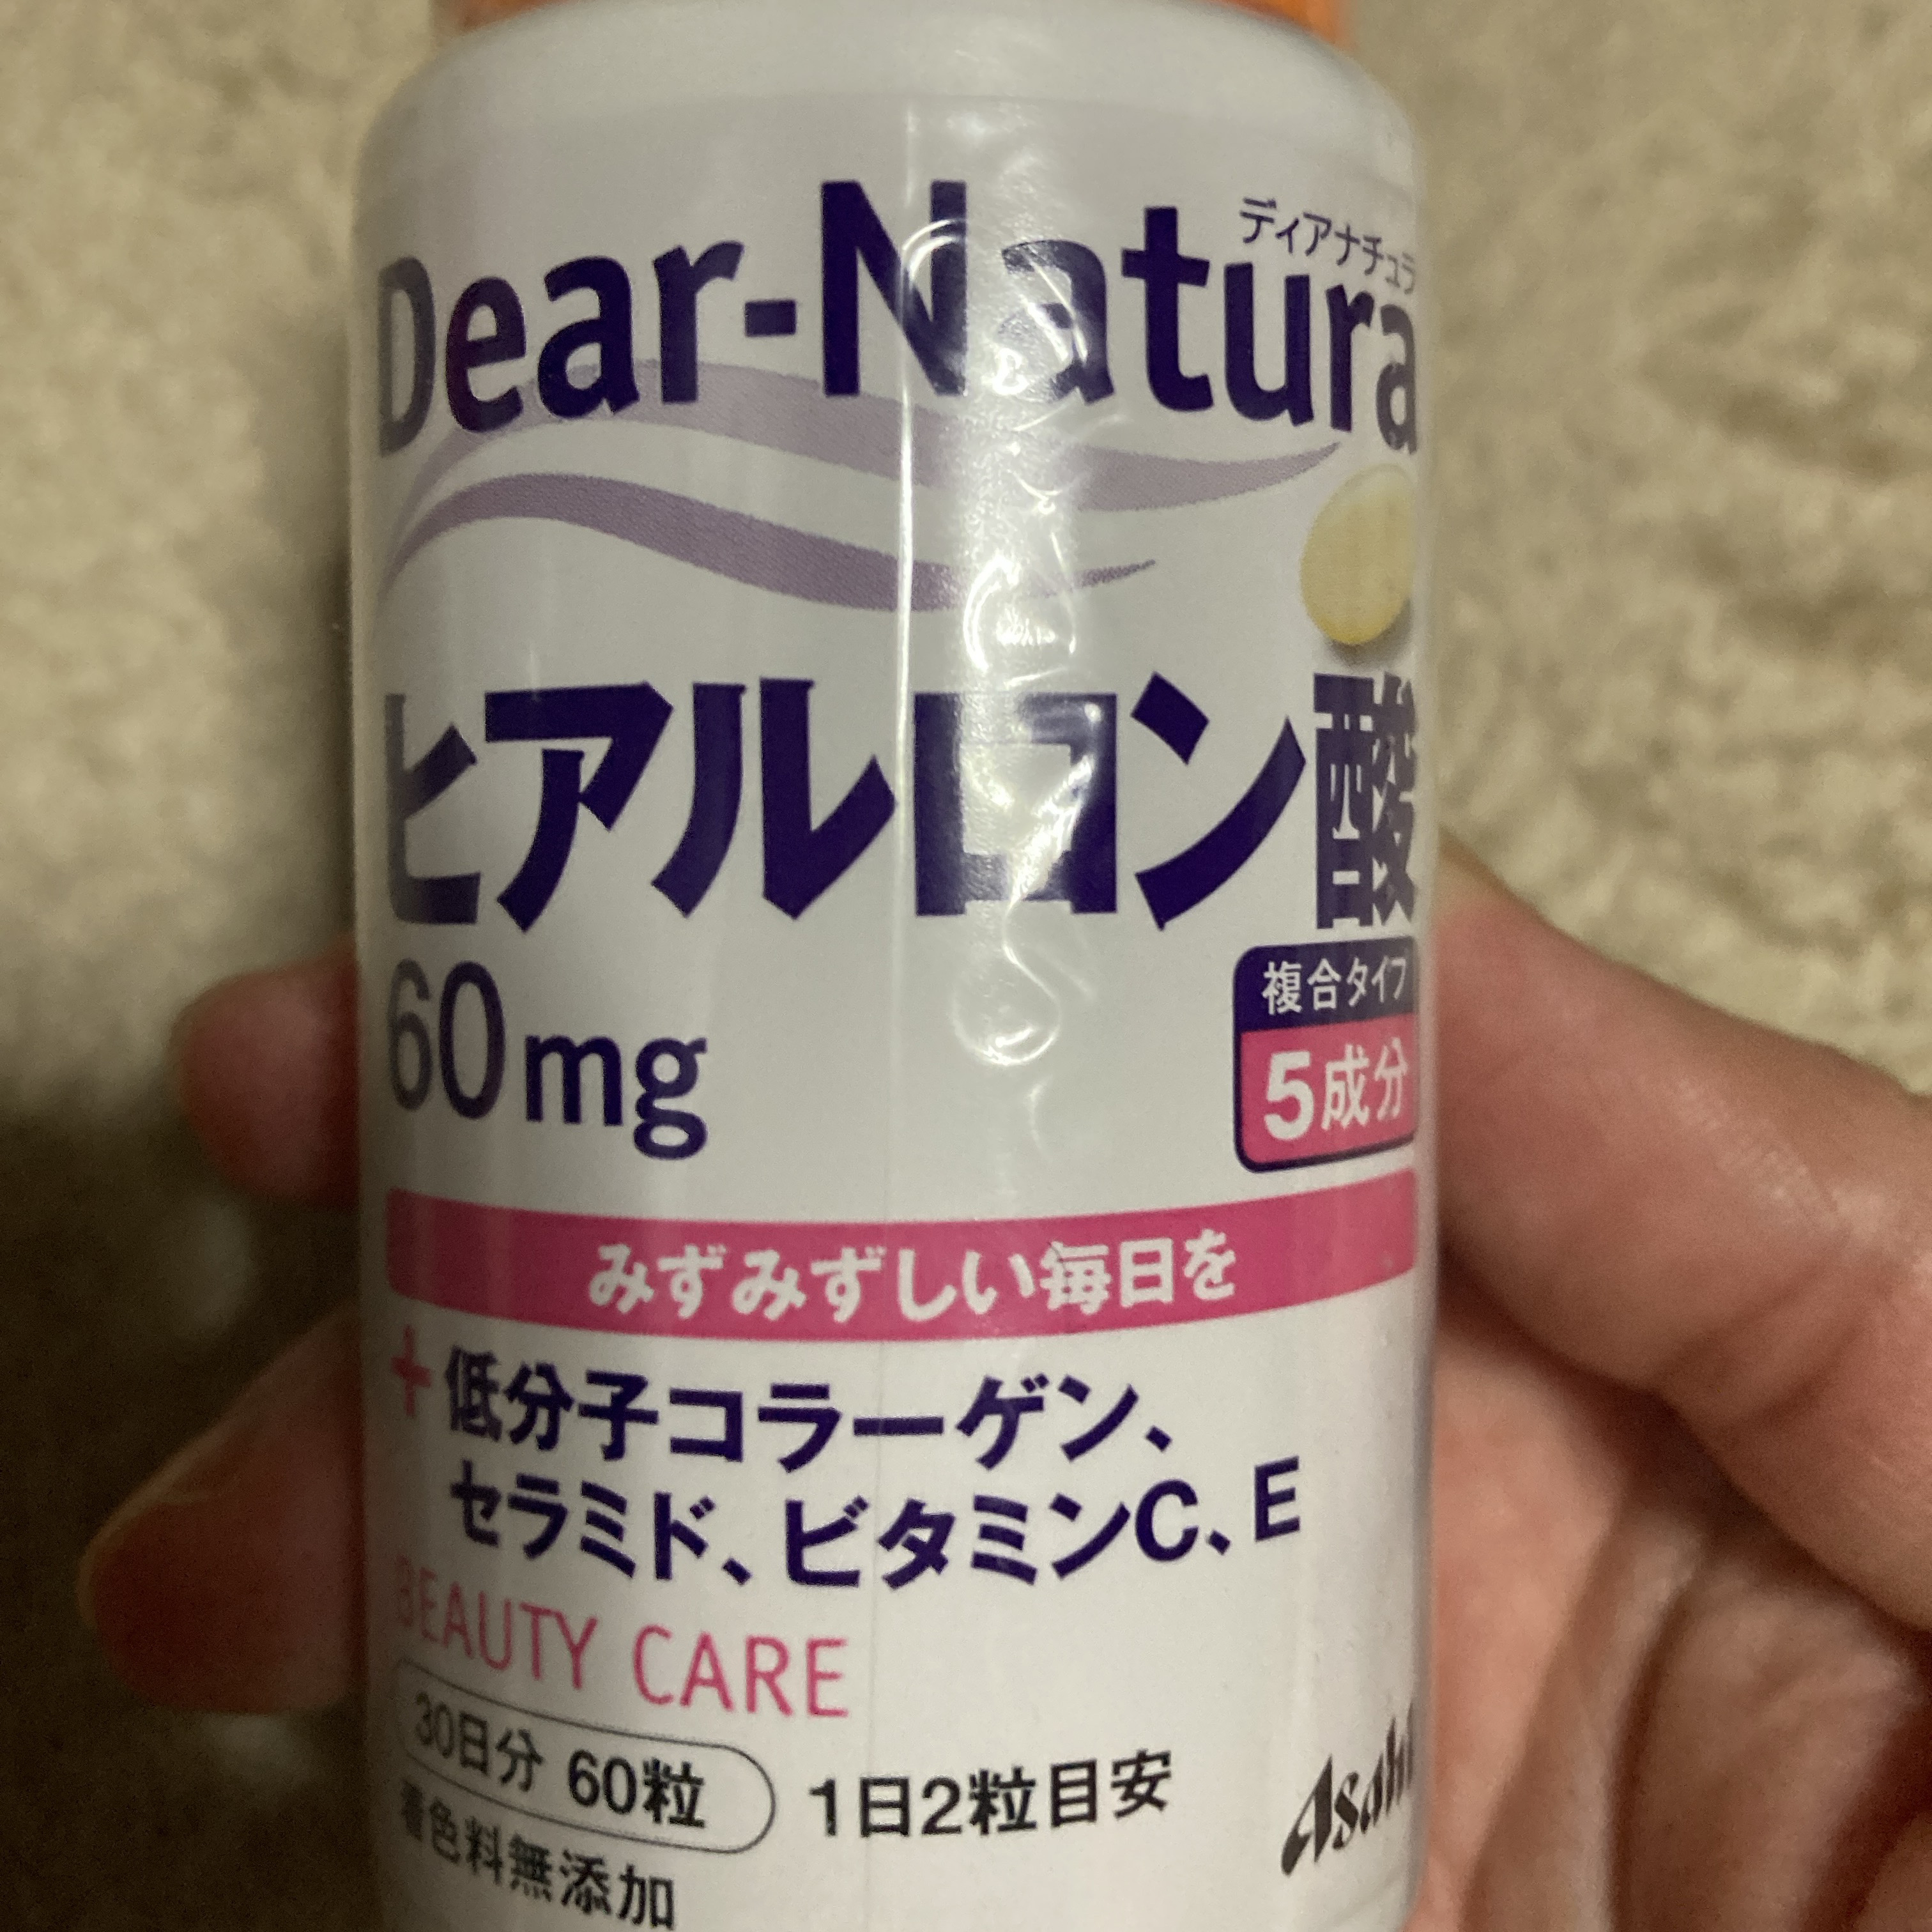 ディアナチュラ
Dear-Natura
ヒアルロン酸
60mg
複合タイプ
5成分
みずみずしい毎日を
+低分子コラーゲン、
セラミド、ビタミンC、E
BEAUTY CARE
30日分 60粒 1日2粒目安
着色料無添加
Asahi